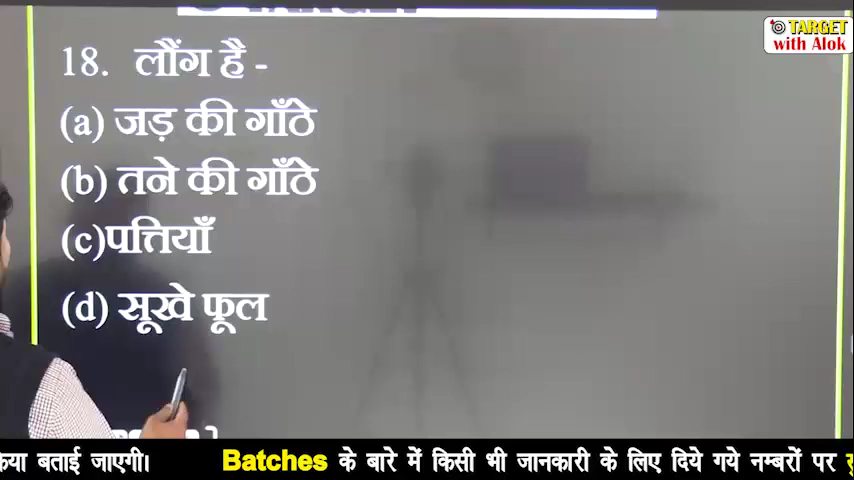 TARGET
with Alok
18. लौंग है -
(a) जड़ की गाँठे
(b) तने की गाँठे
(c)पत्तियाँ
(d) सूखे फूल
बताई जाएगी। Batches के बारे में किसी भी जानकारी के लिए दिये गये नम्बरों पर